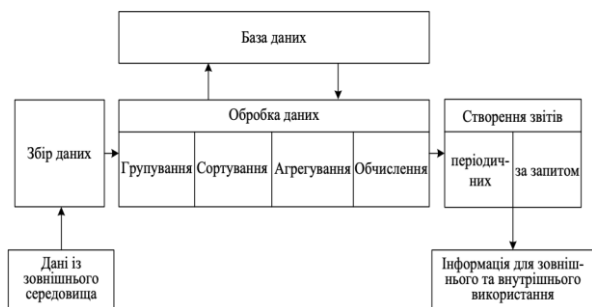 База даних
Обробка даних
Створення звітів
Збір даних
Групування Сортування Агрегування Обчислення
періодич-
них
за запитом
Дані із
зовнішнього
середовища
Інформація для зовніш-
нього та внутрішнього
використання